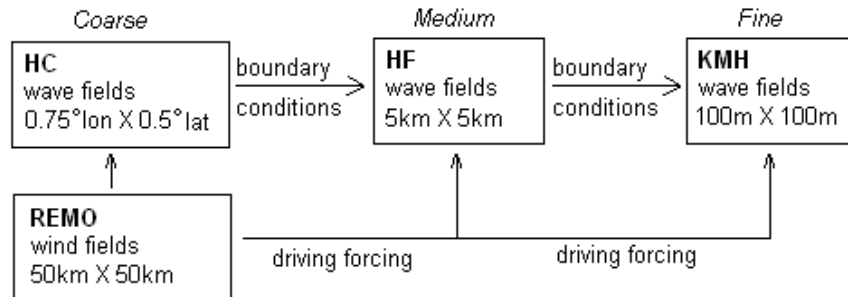 Coarse
Medium
Fine
HC
wave fields
0.75°lon X 0.5°lat
boundary
conditions
HF
wave fields
5km X 5km
boundary
conditions
KMH
wave fields
100m X 100m
REMO
wind fields
50km X 50km
driving forcing
driving forcing